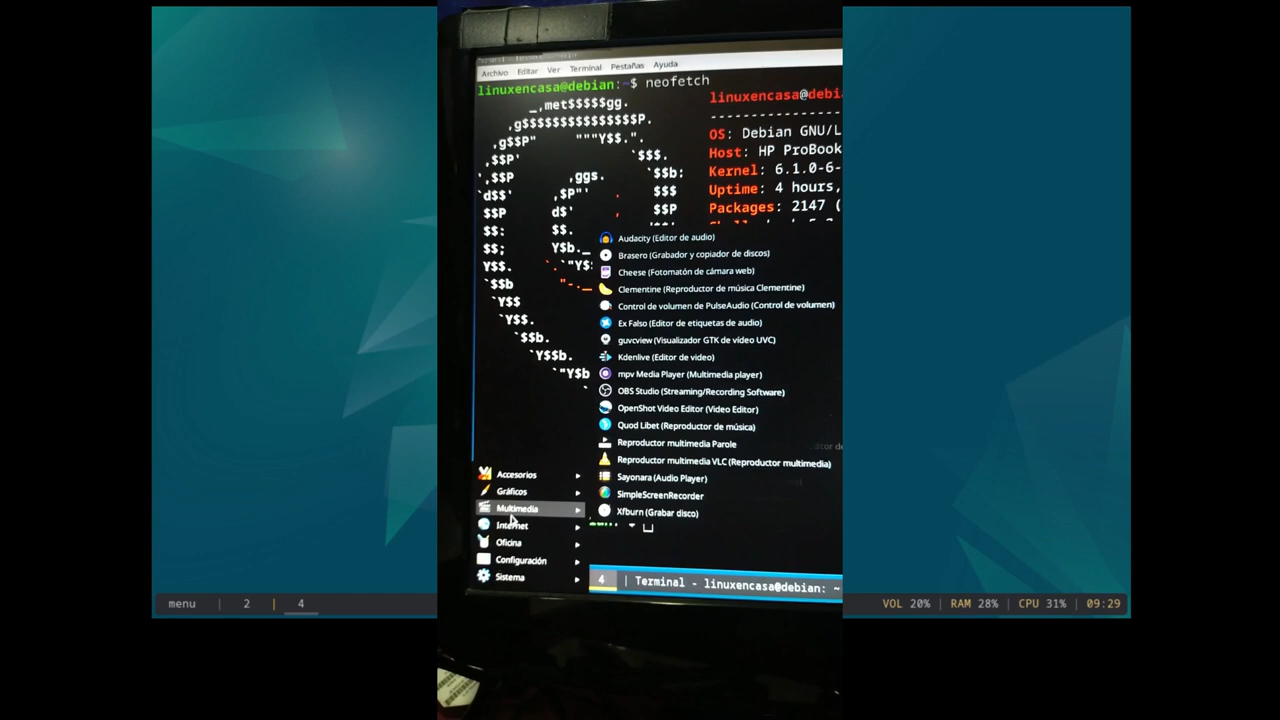 Archivo Editar Ver Terminal Pestañas Ayuda
linuxencasa@debian:~$ neofetch
_,met$$$$$gg.
,g$$$$$$$$$$$$$$$P.
,g$$P" """Y$$.".
,$$P' `$$$.
',$$P ,ggs. `$$b:
`d$$' ,$P"' . $$$
$$P d$' , $$P
$$: $$.
$$; Y$b._
Y$$. `.`"Y$
`$$b "-._
`Y$$
`Y$$.
`$$b.
`Y$$b.
`"Y$b
linuxencasa@debi
---------------
OS: Debian GNU/L
Host: HP ProBook
Kernel: 6.1.0-6-
Uptime: 4 hours,
Packages: 2147 (
Audacity (Editor de audio)
Brasero (Grabador y copiador de discos)
Cheese (Fotomatón de cámara web)
Clementine (Reproductor de música Clementine)
Control de volumen de PulseAudio (Control de volumen)
Ex Falso (Editor de etiquetas de audio)
guvcview (Visualizador GTK de vídeo UVC)
Kdenlive (Editor de video)
mpv Media Player (Multimedia player)
OBS Studio (Streaming/Recording Software)
OpenShot Video Editor (Video Editor)
Quod Libet (Reproductor de música)
Reproductor multimedia Parole
Reproductor multimedia VLC (Reproductor multimedia)
Sayonara (Audio Player)
SimpleScreenRecorder
Xfburn (Grabar disco)
Accesorios
Gráficos
Multimedia
Internet
Oficina
Configuración
Sistema
4 | Terminal - linuxencasa@debian: ~
menu | 2 | 4
VOL 20% | RAM 28% | CPU 31% | 09:29